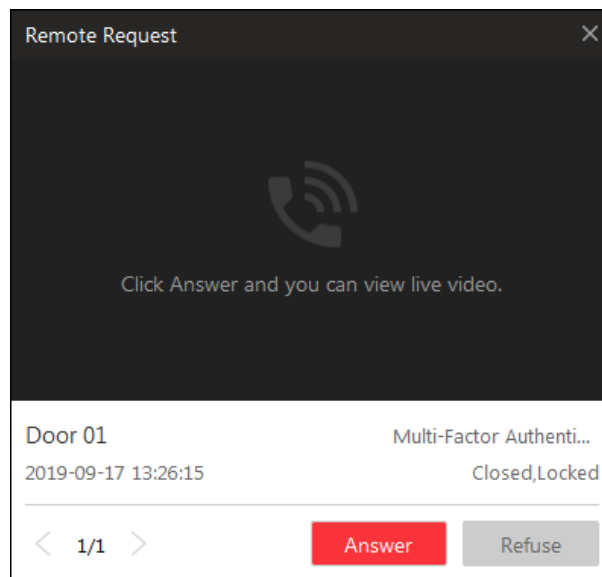 Remote Request
Click Answer and you can view live video.
Door 01
Multi-Factor Authenti...
2019-09-17 13:26:15
Closed,Locked
1/1
Answer
Refuse